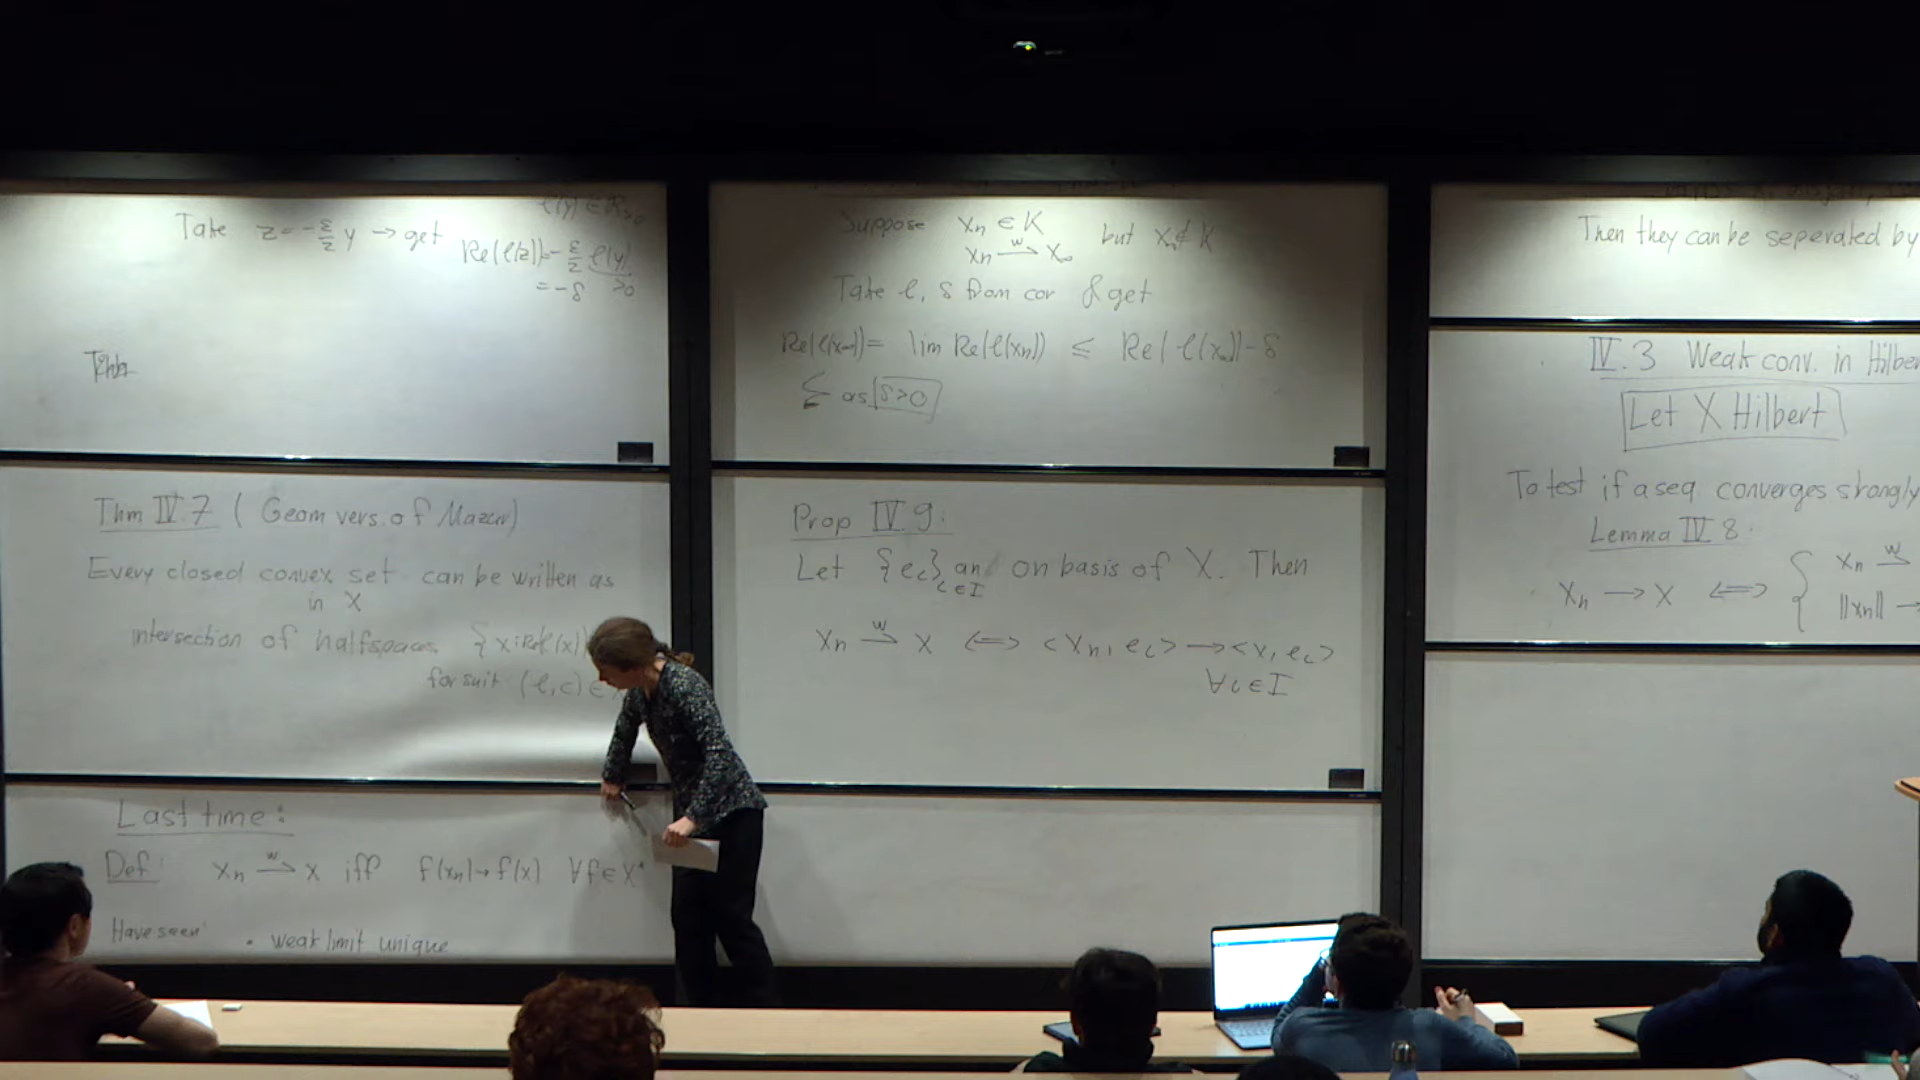 Take z = -ε/2 y → get
ℓ(y) ∈ R>0
Re(ℓ(z)) = -ε/2 ℓ(y)
= -δ >0
Thm IV.7 ( Geom vers. of Mazur)
Every closed convex set can be written as
in X
intersection of halfspaces { x : Reℓ(x)
for suit (ℓ,c) ∈
Last time:
Def: xn ⇀w x iff f(xn) → f(x) ∀f∈X*
Have seen: • weak limit unique
Suppose xn ∈ K
xn ⇀w x∞ but x∞ ∉ K
Take ℓ, δ from cor & get
Re(ℓ(x∞)) = lim Re(ℓ(xn)) ≤ Re(ℓ(x∞)) - δ
as δ>0
Prop IV.9.
Let {eι}ι∈I an on basis of X. Then
xn ⇀w x ⟺ <xn, eι> → <x, eι>
∀ι∈I
Then they can be seperated by
IV.3 Weak conv. in Hilber
Let X Hilbert
To test if a seq converges strongly
Lemma IV 8.
xn → x ⟺ { xn ⇀w
||xn|| →